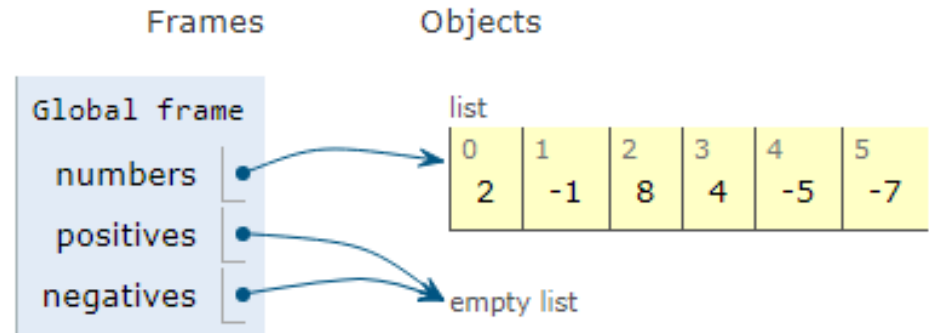 Frames Objects
Global frame
list
0 1 2 3 4 5
numbers
2 -1 8 4 -5 -7
positives
negatives
empty list